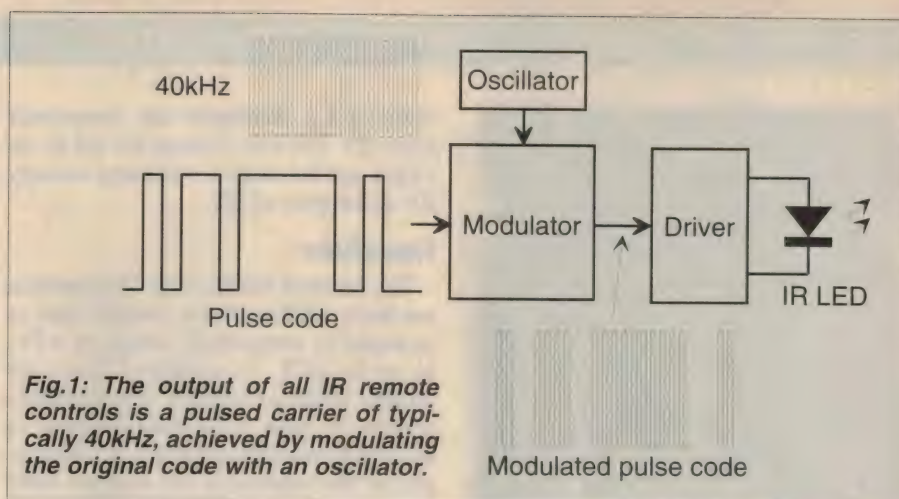 40kHz
Oscillator
Modulator
Driver
IR LED
Pulse code
Fig.1: The output of all IR remote
controls is a pulsed carrier of typi-
cally 40kHz, achieved by modulating
the original code with an oscillator.
Modulated pulse code